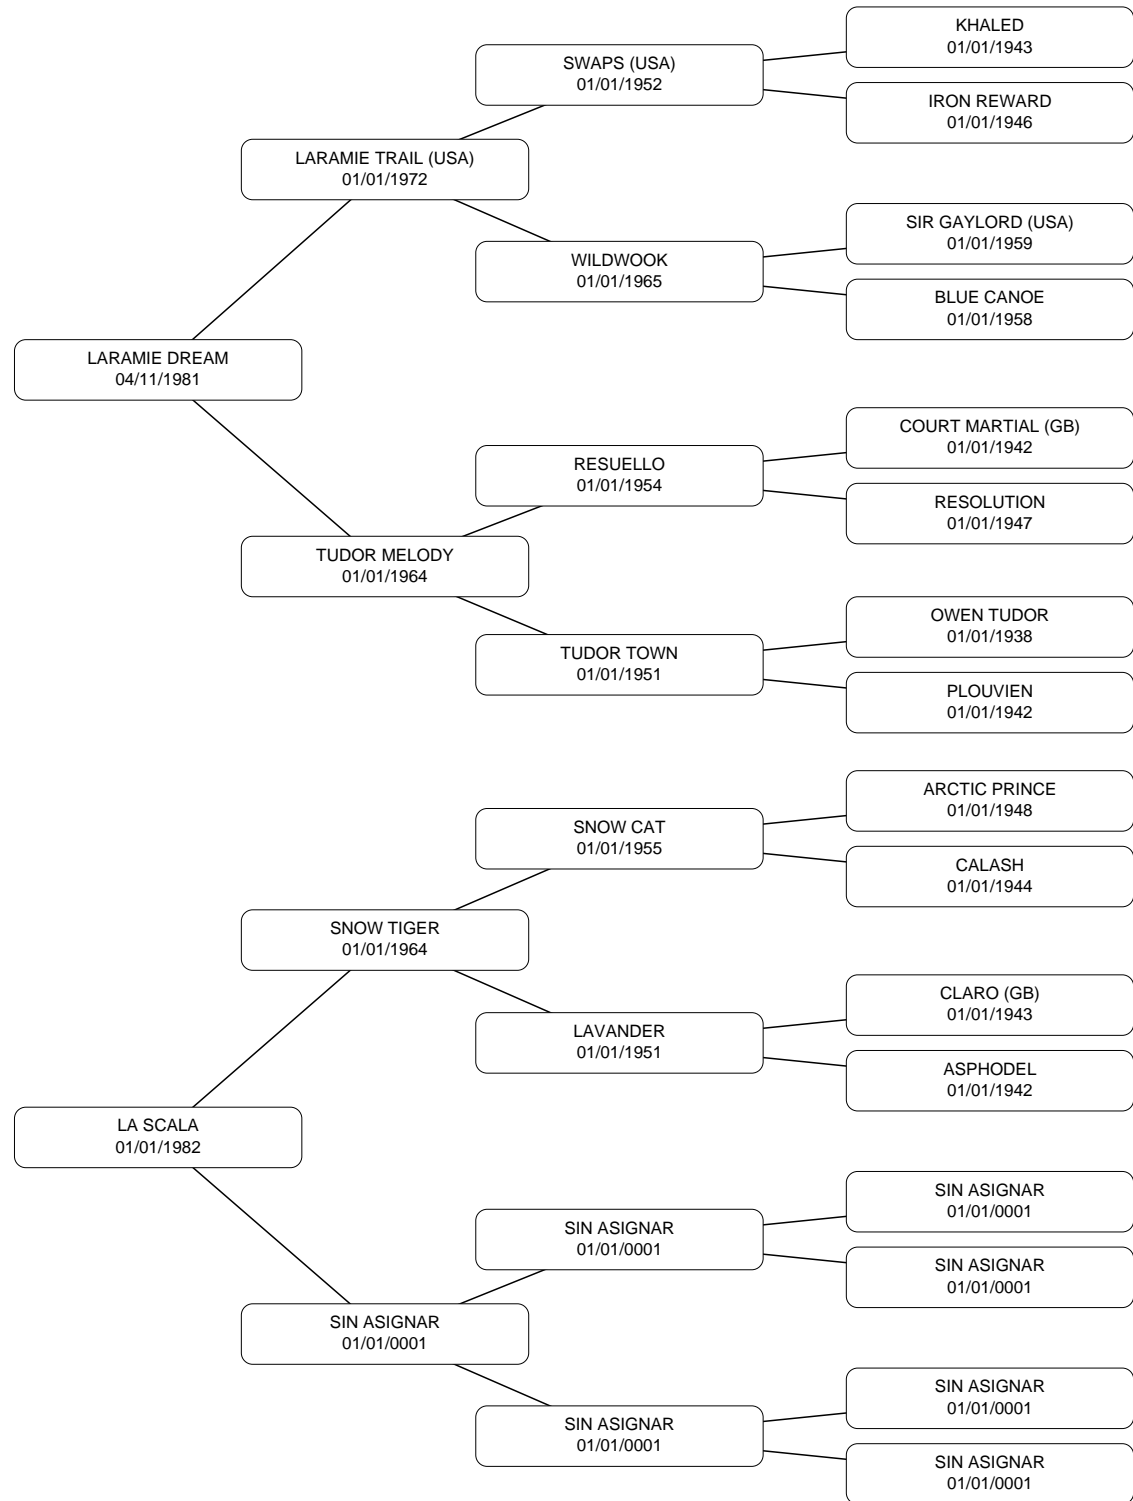 KHALED
01/01/1943
SWAPS (USA)
01/01/1952
IRON REWARD
01/01/1946
LARAMIE TRAIL (USA)
01/01/1972
SIR GAYLORD (USA)
01/01/1959
WILDWOOK
01/01/1965
BLUE CANOE
01/01/1958
LARAMIE DREAM
04/11/1981
COURT MARTIAL (GB)
01/01/1942
RESUELLO
01/01/1954
RESOLUTION
01/01/1947
TUDOR MELODY
01/01/1964
OWEN TUDOR
01/01/1938
TUDOR TOWN
01/01/1951
PLOUVIEN
01/01/1942
ARCTIC PRINCE
01/01/1948
SNOW CAT
01/01/1955
CALASH
01/01/1944
SNOW TIGER
01/01/1964
CLARO (GB)
01/01/1943
LAVANDER
01/01/1951
ASPHODEL
01/01/1942
LA SCALA
01/01/1982
SIN ASIGNAR
01/01/0001
SIN ASIGNAR
01/01/0001
SIN ASIGNAR
01/01/0001
SIN ASIGNAR
01/01/0001
SIN ASIGNAR
01/01/0001
SIN ASIGNAR
01/01/0001
SIN ASIGNAR
01/01/0001